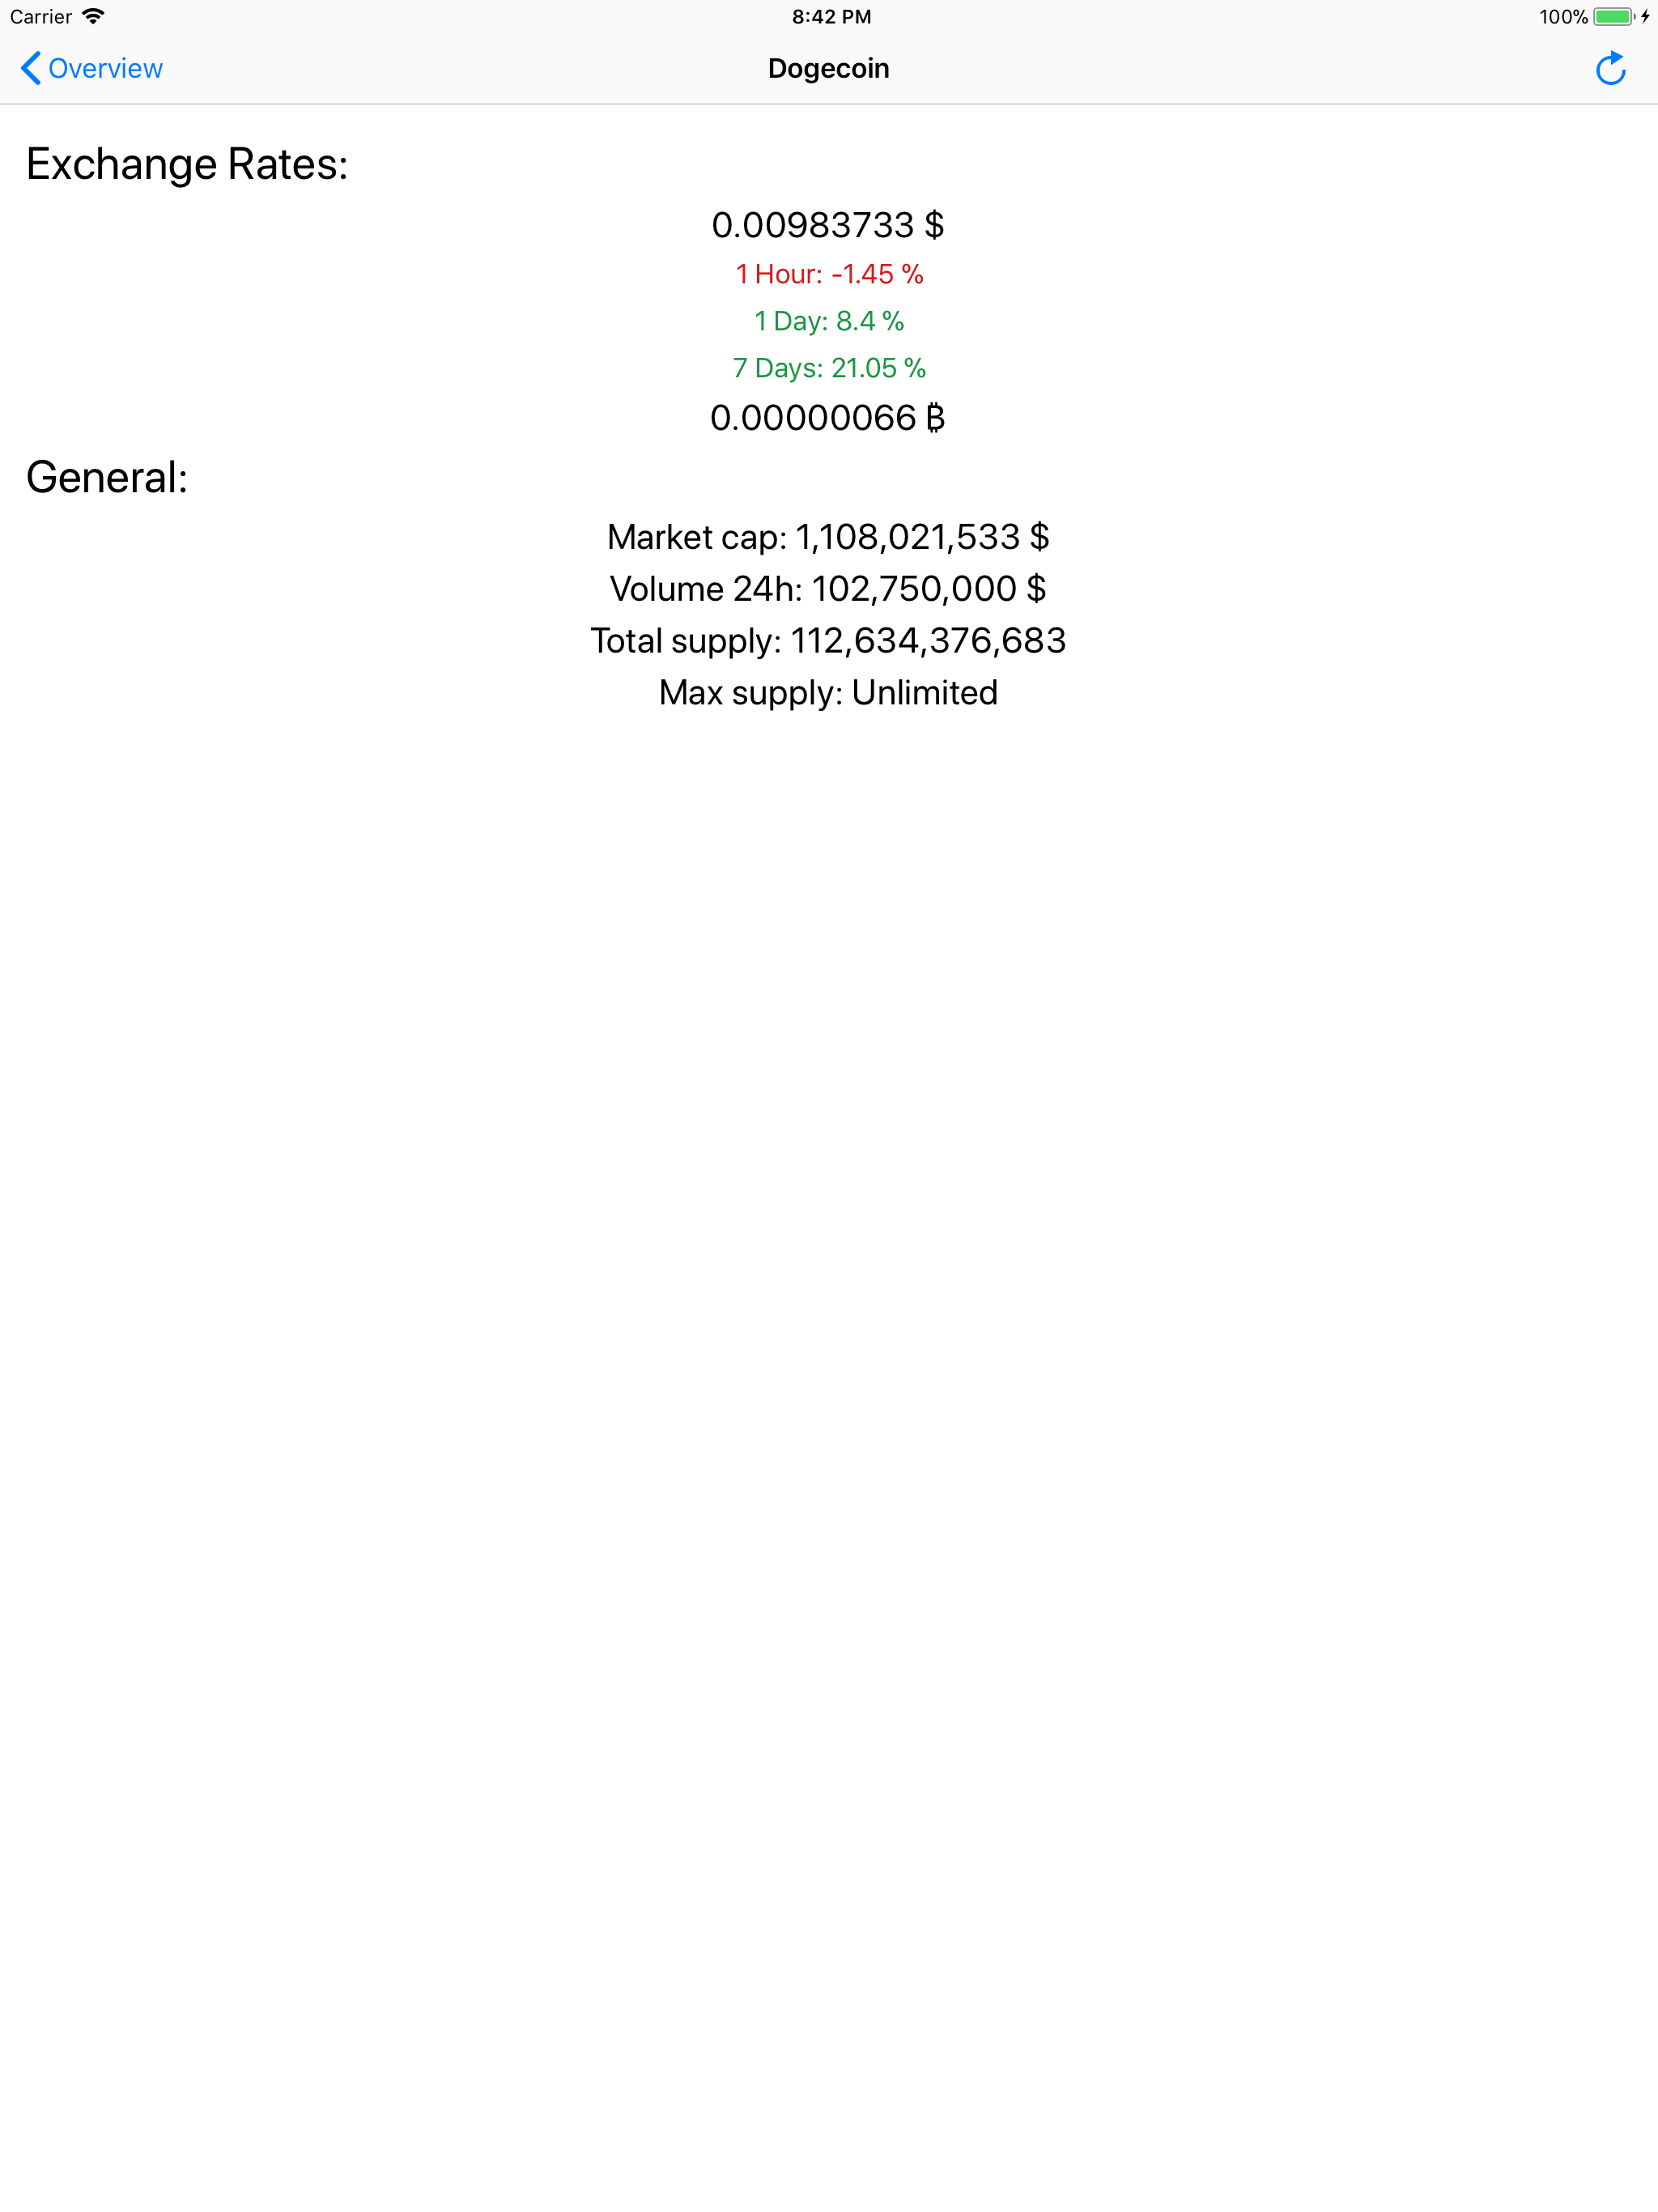 Carrier 8:42 PM 100%
Overview Dogecoin
Exchange Rates:
0.00983733 $
1 Hour: -1.45 %
1 Day: 8.4 %
7 Days: 21.05 %
0.00000066 ₿
General:
Market cap: 1,108,021,533 $
Volume 24h: 102,750,000 $
Total supply: 112,634,376,683
Max supply: Unlimited